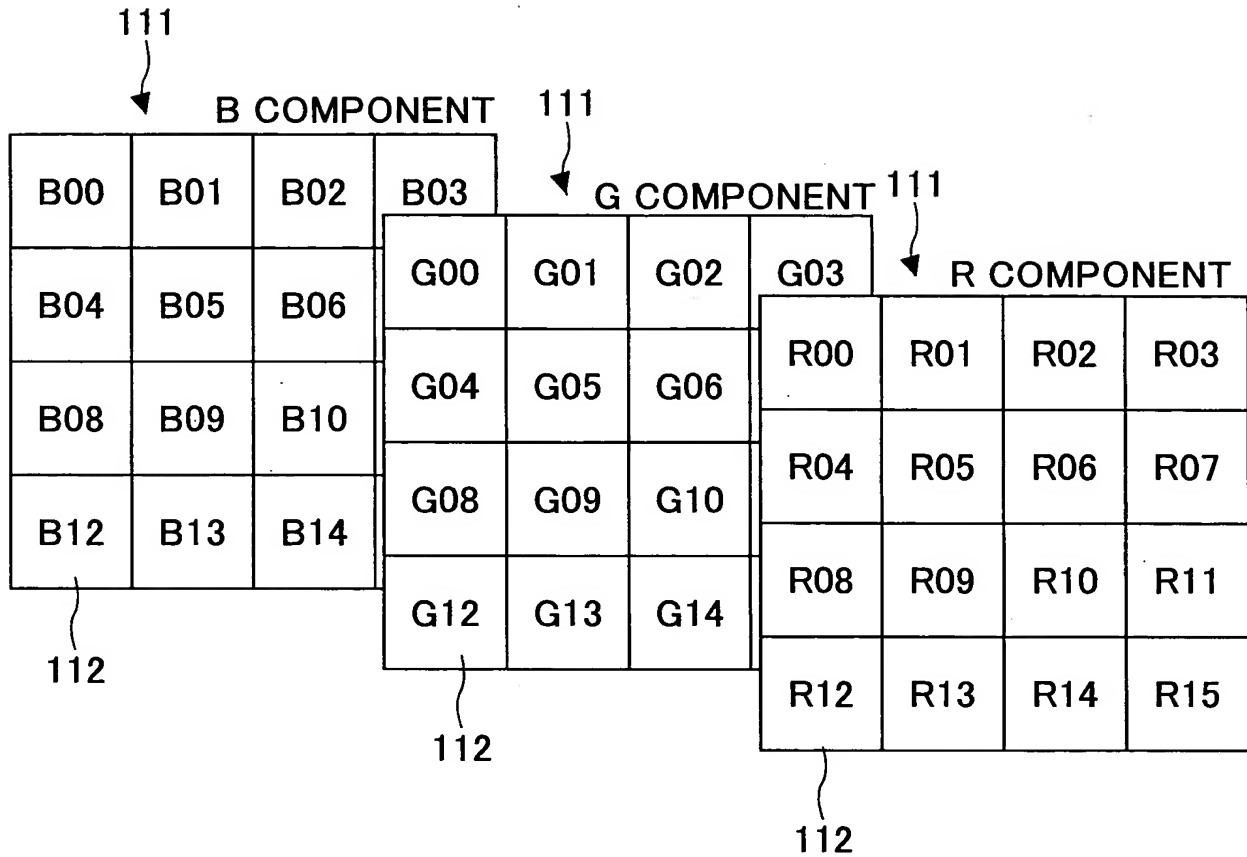 111
B COMPONENT
111
G COMPONENT
111
R COMPONENT
B00 B01 B02 B03
B04 B05 B06
B08 B09 B10
B12 B13 B14
112
G00 G01 G02 G03
G04 G05 G06
G08 G09 G10
G12 G13 G14
112
R00 R01 R02 R03
R04 R05 R06 R07
R08 R09 R10 R11
R12 R13 R14 R15
112